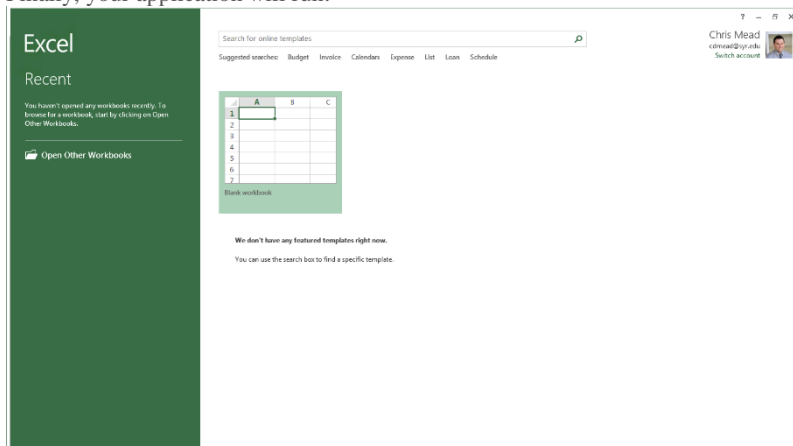 Finally, your application will run.
? – X
Excel
Recent
You haven't opened any workbooks recently. To
browse for a workbook, start by clicking on Open
Other Workbooks.
Open Other Workbooks
Search for online templates
Suggested searches: Budget Invoice Calendars Expense List Loan Schedule
Chris Mead
cdmead@syr.edu
Switch account
A B C
1
2
3
4
5
6
7
Blank workbook
We don't have any featured templates right now.
You can use the search box to find a specific template.